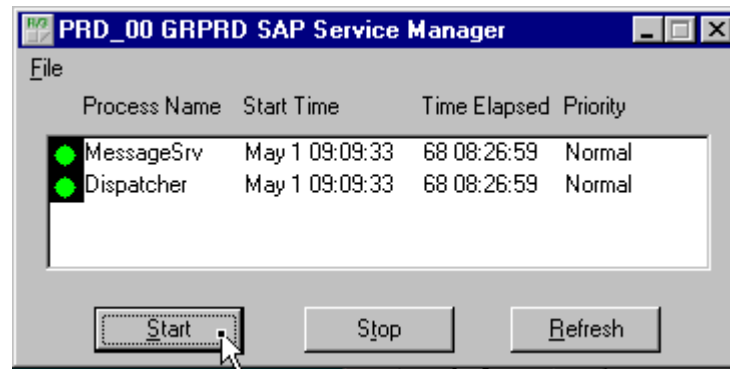 R/3 PRD_00 GRPRD SAP Service Manager
File
Process Name Start Time Time Elapsed Priority
MessageSrv May 1 09:09:33 68 08:26:59 Normal
Dispatcher May 1 09:09:33 68 08:26:59 Normal
Start Stop Refresh